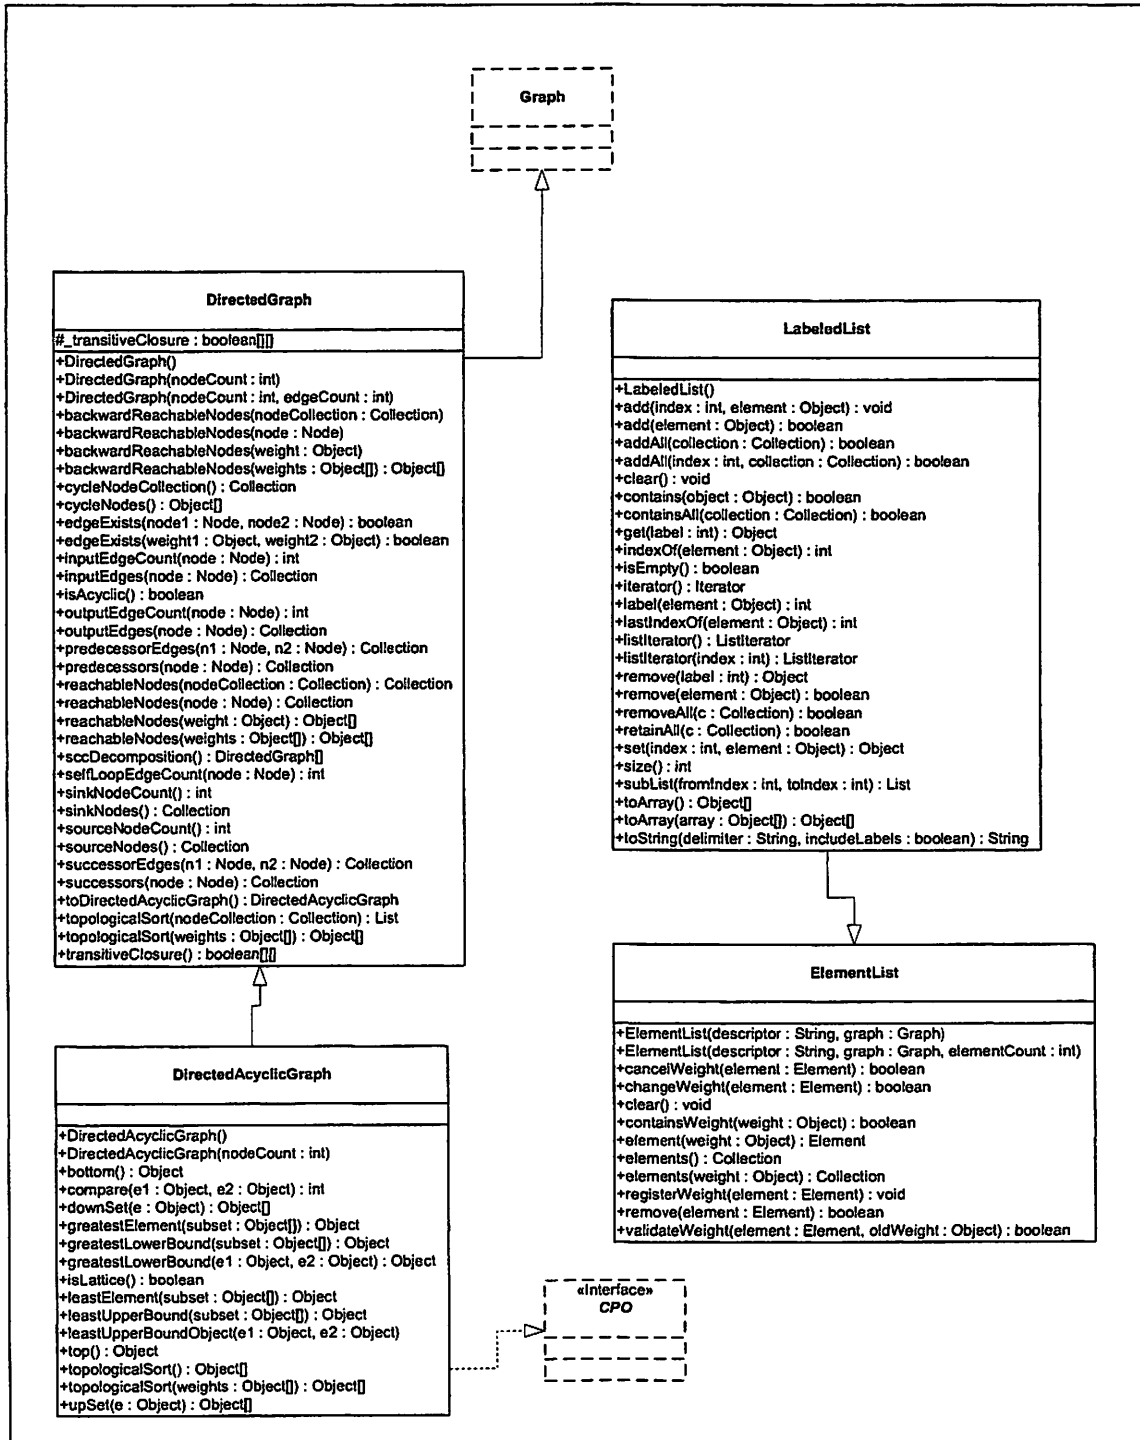 Graph
DirectedGraph
#_transitiveClosure : boolean[][]
+DirectedGraph()
+DirectedGraph(nodeCount : int)
+DirectedGraph(nodeCount : int, edgeCount : int)
+backwardReachableNodes(nodeCollection : Collection)
+backwardReachableNodes(node : Node)
+backwardReachableNodes(weight : Object)
+backwardReachableNodes(weights : Object[]) : Object[]
+cycleNodeCollection() : Collection
+cycleNodes() : Object[]
+edgeExists(node1 : Node, node2 : Node) : boolean
+edgeExists(weight1 : Object, weight2 : Object) : boolean
+inputEdgeCount(node : Node) : int
+inputEdges(node : Node) : Collection
+isAcyclic() : boolean
+outputEdgeCount(node : Node) : int
+outputEdges(node : Node) : Collection
+predecessorEdges(n1 : Node, n2 : Node) : Collection
+predecessors(node : Node) : Collection
+reachableNodes(nodeCollection : Collection) : Collection
+reachableNodes(node : Node) : Collection
+reachableNodes(weight : Object) : Object[]
+reachableNodes(weights : Object[]) : Object[]
+sccDecomposition() : DirectedGraph[]
+selfLoopEdgeCount(node : Node) : int
+sinkNodeCount() : int
+sinkNodes() : Collection
+sourceNodeCount() : int
+sourceNodes() : Collection
+successorEdges(n1 : Node, n2 : Node) : Collection
+successors(node : Node) : Collection
+toDirectedAcyclicGraph() : DirectedAcyclicGraph
+topologicalSort(nodeCollection : Collection) : List
+topologicalSort(weights : Object[]) : Object[]
+transitiveClosure() : boolean[][]
LabeledList
+LabeledList()
+add(index : int, element : Object) : void
+add(element : Object) : boolean
+addAll(collection : Collection) : boolean
+addAll(index : int, collection : Collection) : boolean
+clear() : void
+contains(object : Object) : boolean
+containsAll(collection : Collection) : boolean
+get(label : int) : Object
+indexOf(element : Object) : int
+isEmpty() : boolean
+iterator() : Iterator
+label(element : Object) : int
+lastIndexOf(element : Object) : int
+listIterator() : ListIterator
+listIterator(index : int) : ListIterator
+remove(label : int) : Object
+remove(element : Object) : boolean
+removeAll(c : Collection) : boolean
+retainAll(c : Collection) : boolean
+set(index : int, element : Object) : Object
+size() : int
+subList(fromIndex : int, toIndex : int) : List
+toArray() : Object[]
+toArray(array : Object[]) : Object[]
+toString(delimiter : String, includeLabels : boolean) : String
ElementList
+ElementList(descriptor : String, graph : Graph)
+ElementList(descriptor : String, graph : Graph, elementCount : int)
+cancelWeight(element : Element) : boolean
+changeWeight(element : Element) : boolean
+clear() : void
+containsWeight(weight : Object) : boolean
+element(weight : Object) : Element
+elements() : Collection
+elements(weight : Object) : Collection
+registerWeight(element : Element) : void
+remove(element : Element) : boolean
+validateWeight(element : Element, oldWeight : Object) : boolean
DirectedAcyclicGraph
+DirectedAcyclicGraph()
+DirectedAcyclicGraph(nodeCount : int)
+bottom() : Object
+compare(e1 : Object, e2 : Object) : int
+downSet(e : Object) : Object[]
+greatestElement(subset : Object[]) : Object
+greatestLowerBound(subset : Object[]) : Object
+greatestLowerBound(e1 : Object, e2 : Object) : Object
+isLattice() : boolean
+leastElement(subset : Object[]) : Object
+leastUpperBound(subset : Object[]) : Object
+leastUpperBoundObject(e1 : Object, e2 : Object)
+top() : Object
+topologicalSort() : Object[]
+topologicalSort(weights : Object[]) : Object[]
+upSet(e : Object) : Object[]
«Interface»
CPO